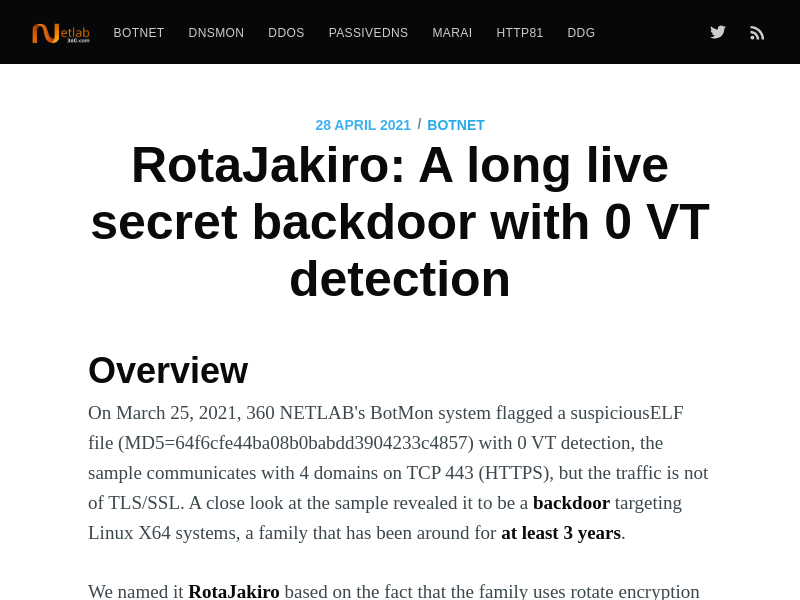 Netlab
360.com
BOTNET DNSMON DDOS PASSIVEDNS MARAI HTTP81 DDG
28 APRIL 2021 / BOTNET
RotaJakiro: A long live
secret backdoor with 0 VT
detection
Overview
On March 25, 2021, 360 NETLAB's BotMon system flagged a suspiciousELF
file (MD5=64f6cfe44ba08b0babdd3904233c4857) with 0 VT detection, the
sample communicates with 4 domains on TCP 443 (HTTPS), but the traffic is not
of TLS/SSL. A close look at the sample revealed it to be a backdoor targeting
Linux X64 systems, a family that has been around for at least 3 years.
We named it RotaJakiro based on the fact that the family uses rotate encryption